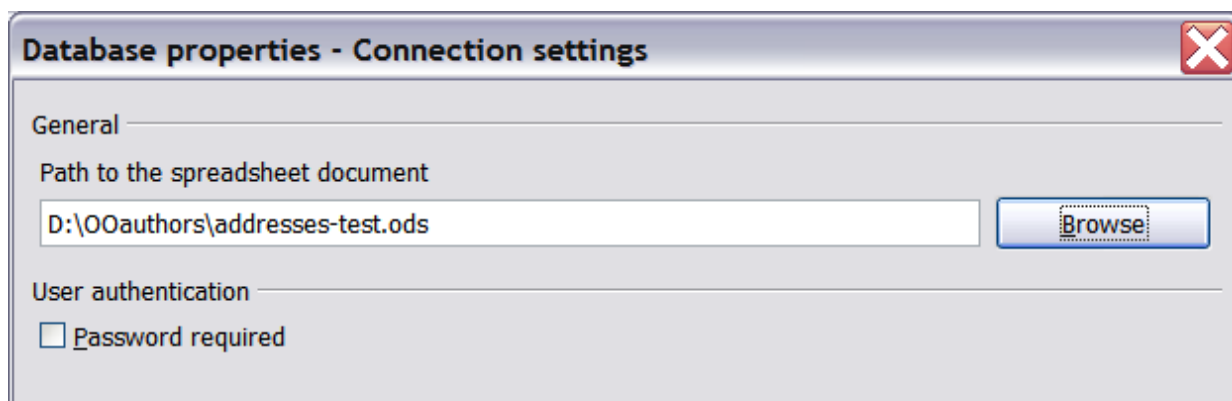 Database properties - Connection settings
General
Path to the spreadsheet document
D:\OOauthors\addresses-test.ods
Browse
User authentication
Password required